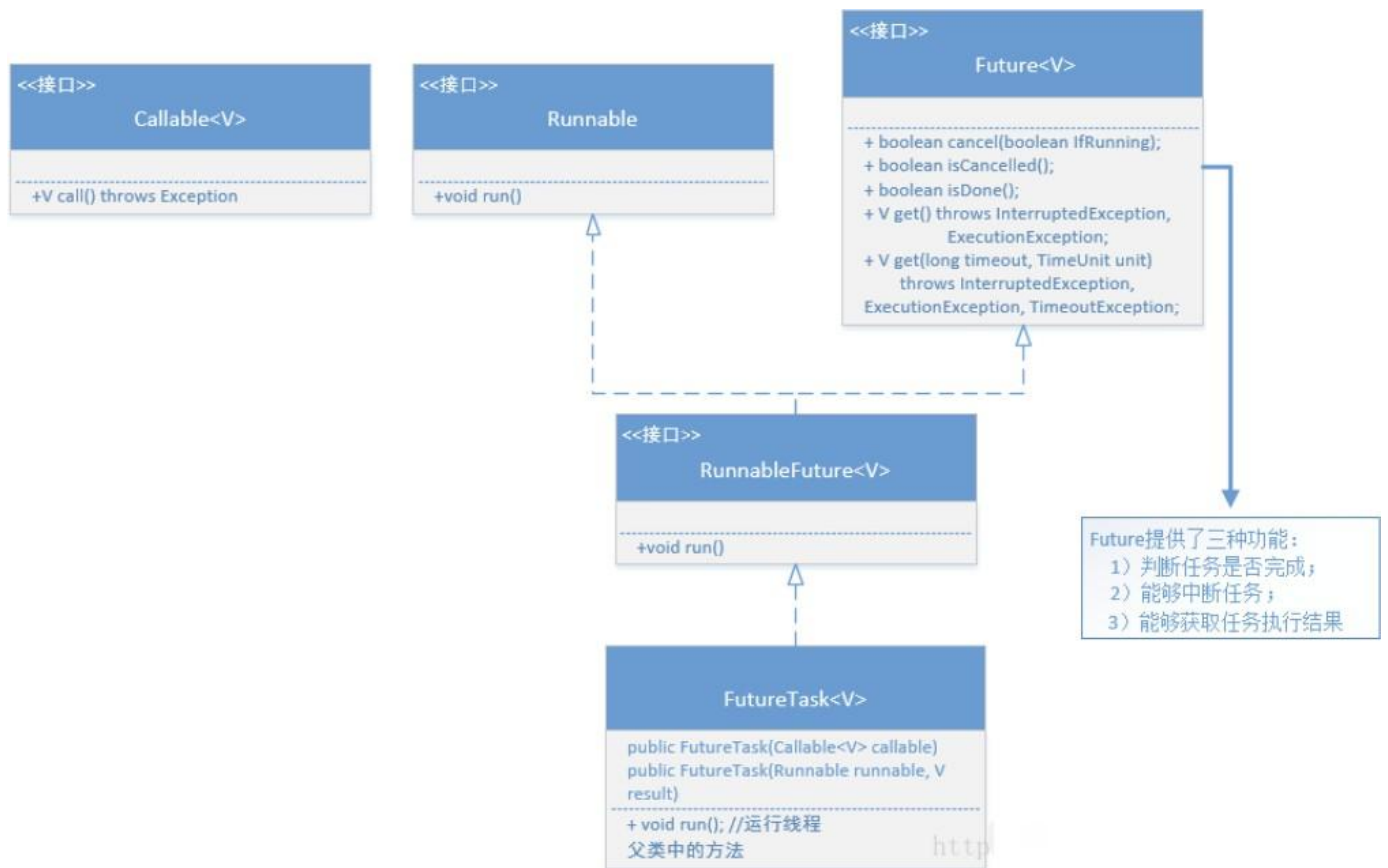 <<接口>>
Callable<V>
+V call() throws Exception
<<接口>>
Runnable
+void run()
<<接口>>
Future<V>
+ boolean cancel(boolean IfRunning);
+ boolean isCancelled();
+ boolean isDone();
+ V get() throws InterruptedException,
ExecutionException;
+ V get(long timeout, TimeUnit unit)
throws InterruptedException,
ExecutionException, TimeoutException;
<<接口>>
RunnableFuture<V>
+void run()
Future提供了三种功能：
1）判断任务是否完成；
2）能够中断任务；
3）能够获取任务执行结果
FutureTask<V>
public FutureTask(Callable<V> callable)
public FutureTask(Runnable runnable, V
result)
+ void run(); //运行线程
父类中的方法
http